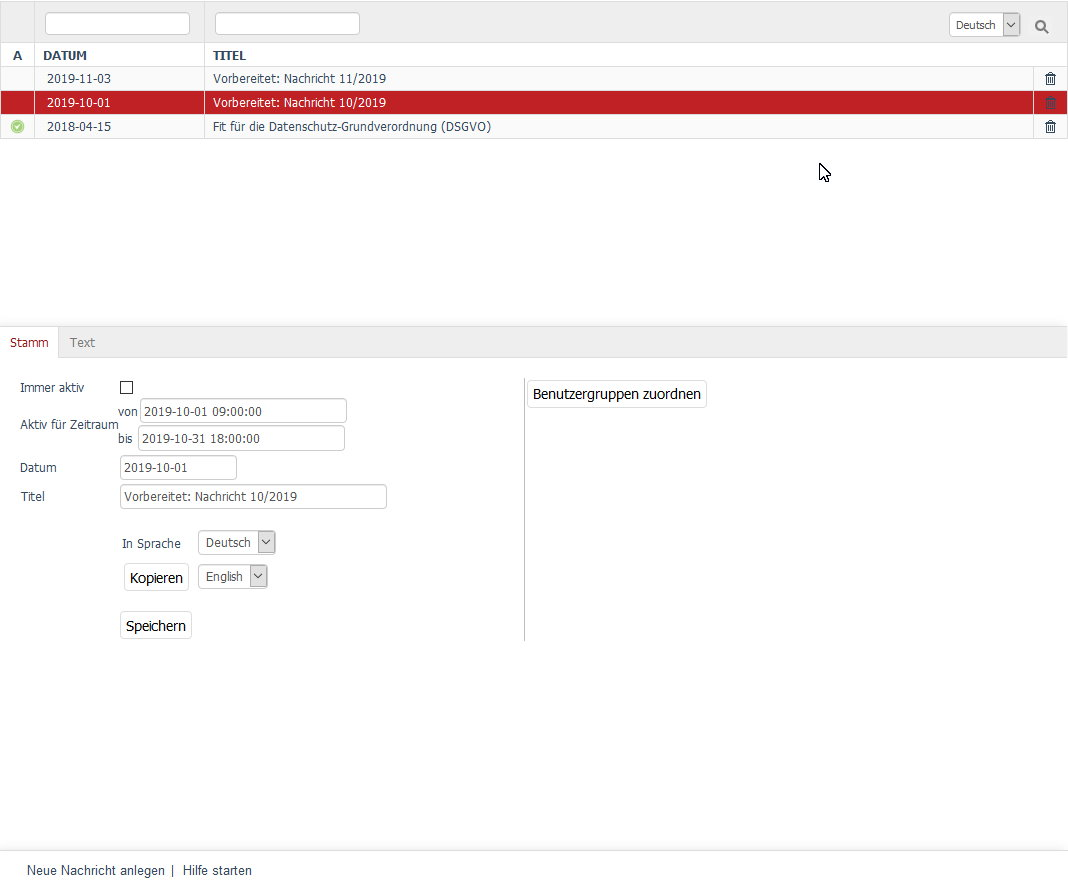 Deutsch
A DATUM TITEL
2019-11-03 Vorbereitet: Nachricht 11/2019
2019-10-01 Vorbereitet: Nachricht 10/2019
2018-04-15 Fit für die Datenschutz-Grundverordnung (DSGVO)
Stamm Text
Immer aktiv
Benutzergruppen zuordnen
Aktiv für Zeitraum
von 2019-10-01 09:00:00
bis 2019-10-31 18:00:00
Datum 2019-10-01
Titel Vorbereitet: Nachricht 10/2019
In Sprache Deutsch
Kopieren English
Speichern
Neue Nachricht anlegen | Hilfe starten